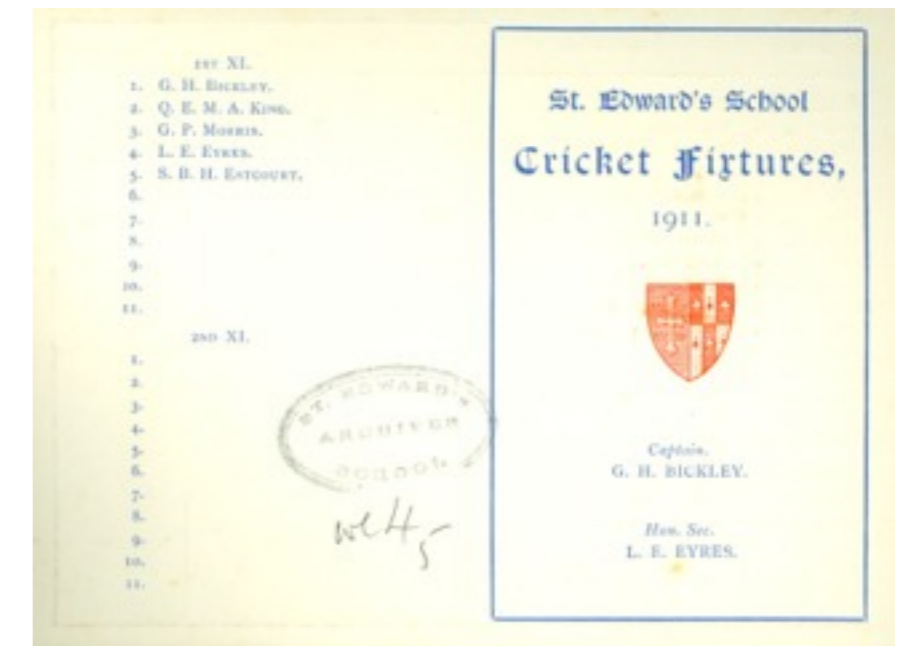 1ST XI.
1. G. H. BICKLEY.
2. Q. E. M. A. KING.
3. G. P. MORRIS.
4. L. E. EYRES.
5. S. B. H. ESTCOURT.
6.
7.
8.
9.
10.
11.
2ND XI.
1.
2.
3.
4.
5.
6.
7.
8.
9.
10.
11.
ST. EDWARD'S
ARCHIVES
SCHOOL
St. Edward's School
Cricket Fixtures,
1911.
Captain.
G. H. BICKLEY.
Hon. Sec.
L. E. EYRES.